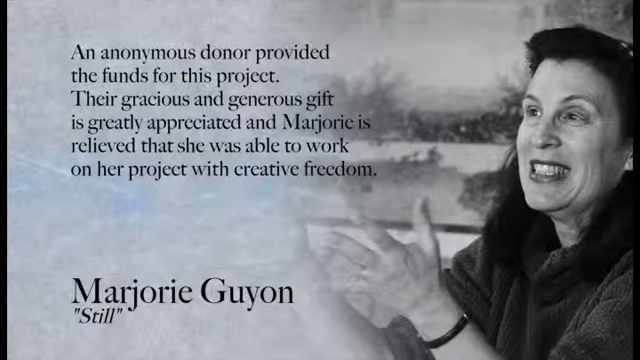 An anonymous donor provided
the funds for this project.
Their gracious and generous gift
is greatly appreciated and Marjorie is
relieved that she was able to work
on her project with creative freedom.
Marjorie Guyon
"Still"